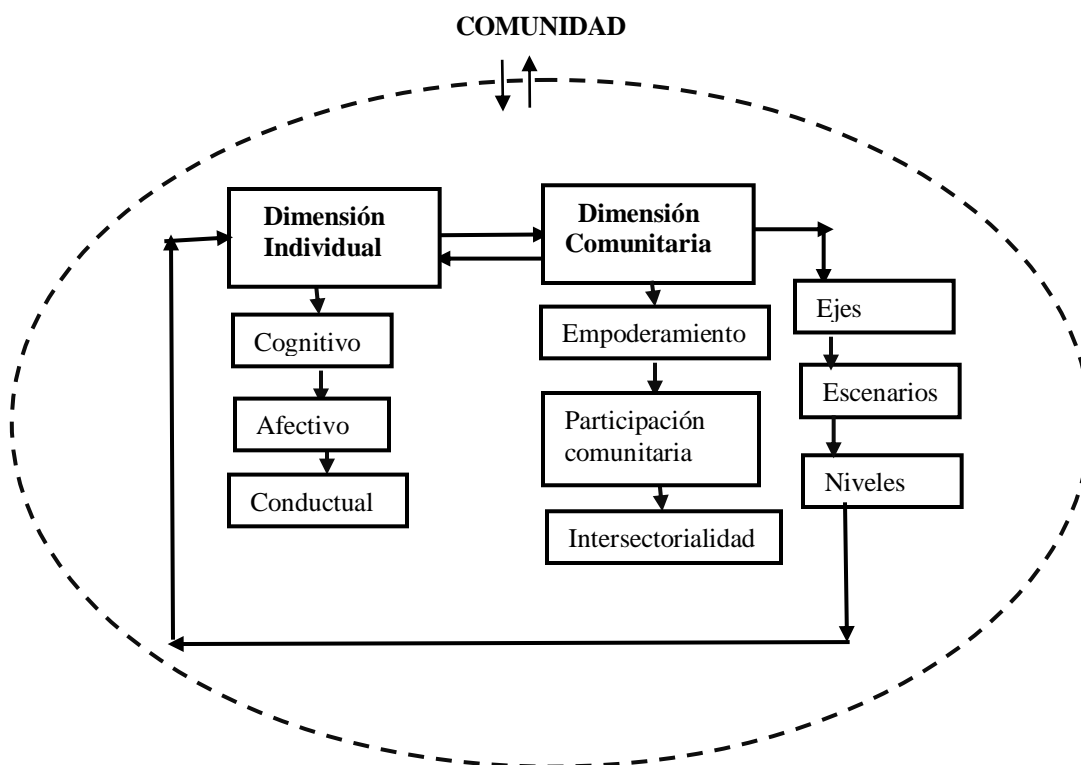 COMUNIDAD
Dimensión
Individual
Cognitivo
Afectivo
Conductual
Dimensión
Comunitaria
Empoderamiento
Participación
comunitaria
Intersectorialidad
Ejes
Escenarios
Niveles